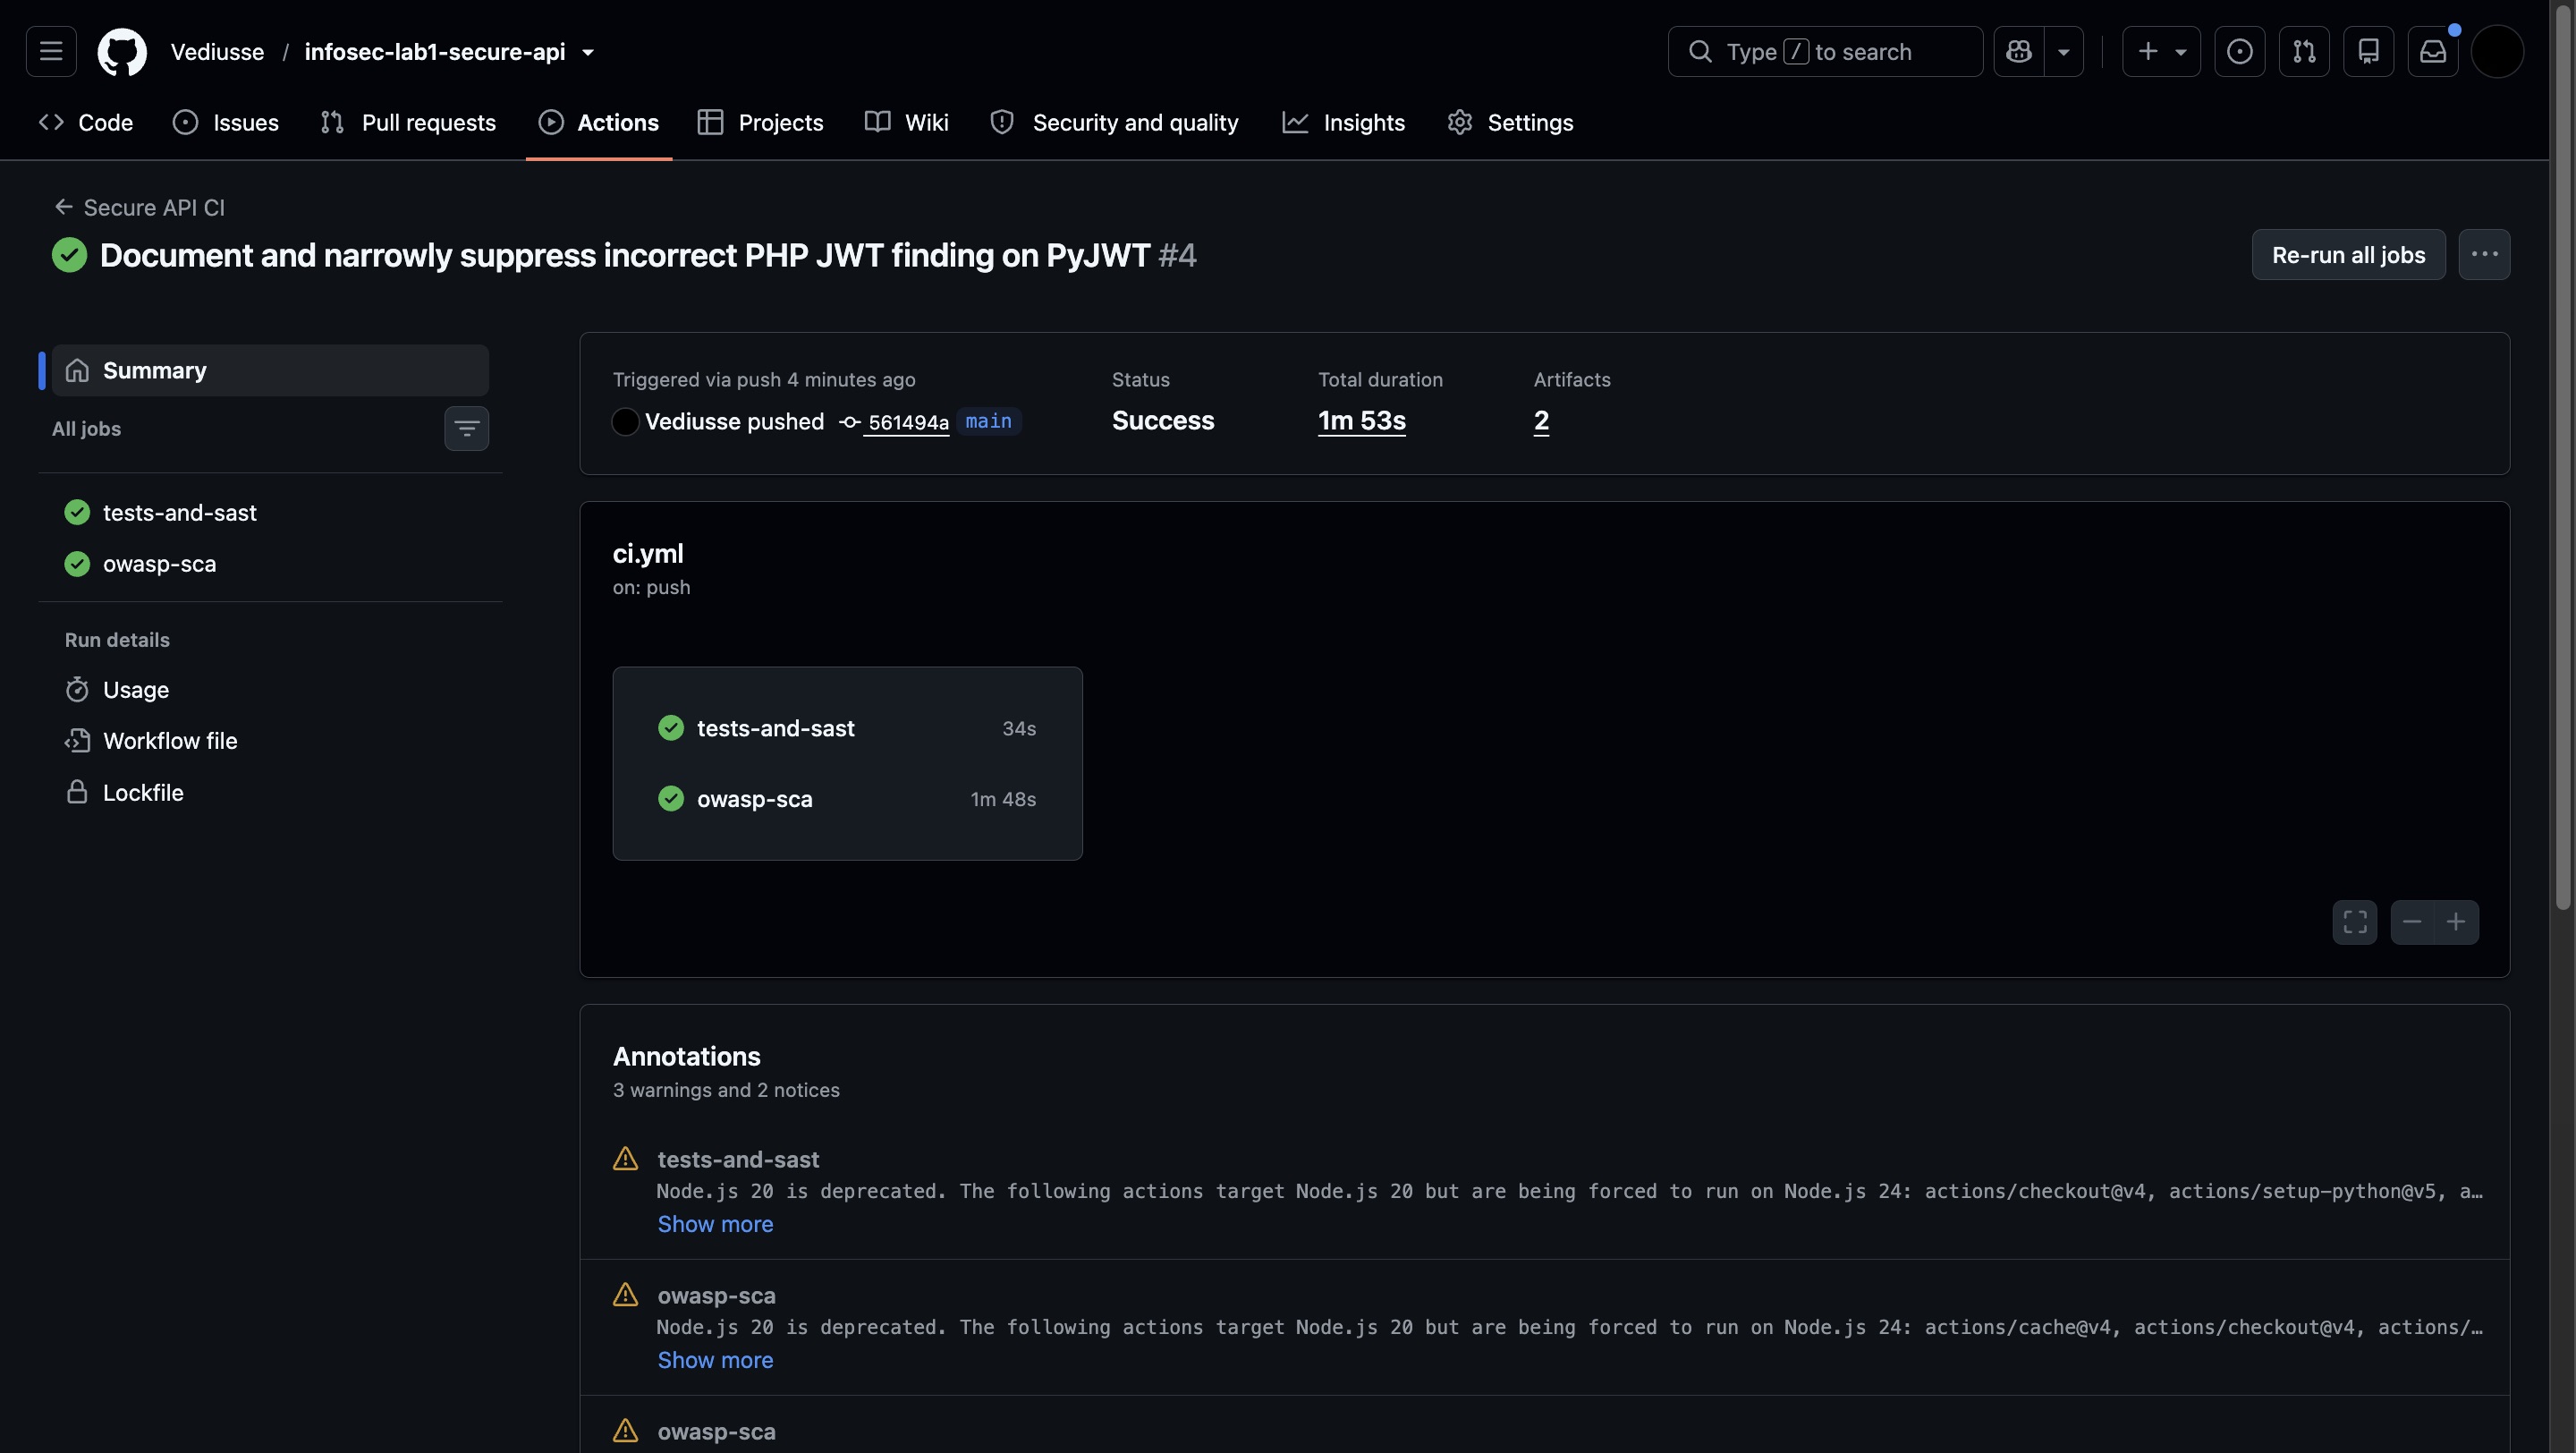 Vediusse / infosec-lab1-secure-api
Type / to search
Code Issues Pull requests Actions Projects Wiki Security and quality Insights Settings
Secure API CI
Document and narrowly suppress incorrect PHP JWT finding on PyJWT #4
Re-run all jobs
Summary
All jobs
tests-and-sast
owasp-sca
Run details
Usage
Workflow file
Lockfile
Triggered via push 4 minutes ago
Vediusse pushed 561494a main
Status
Success
Total duration
1m 53s
Artifacts
2
ci.yml
on: push
tests-and-sast 34s
owasp-sca 1m 48s
Annotations
3 warnings and 2 notices
tests-and-sast
Node.js 20 is deprecated. The following actions target Node.js 20 but are being forced to run on Node.js 24: actions/checkout@v4, actions/setup-python@v5, a…
Show more
owasp-sca
Node.js 20 is deprecated. The following actions target Node.js 20 but are being forced to run on Node.js 24: actions/cache@v4, actions/checkout@v4, actions/…
Show more
owasp-sca